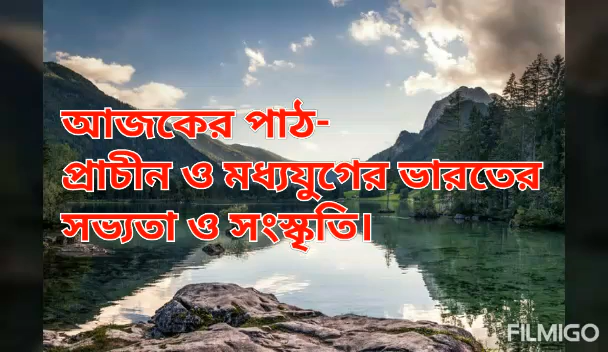 আজকের পাঠ-
প্রাচীন ও মধ্যযুগের ভারতের
সভ্যতা ও সংস্কৃতি।
FILMIGO